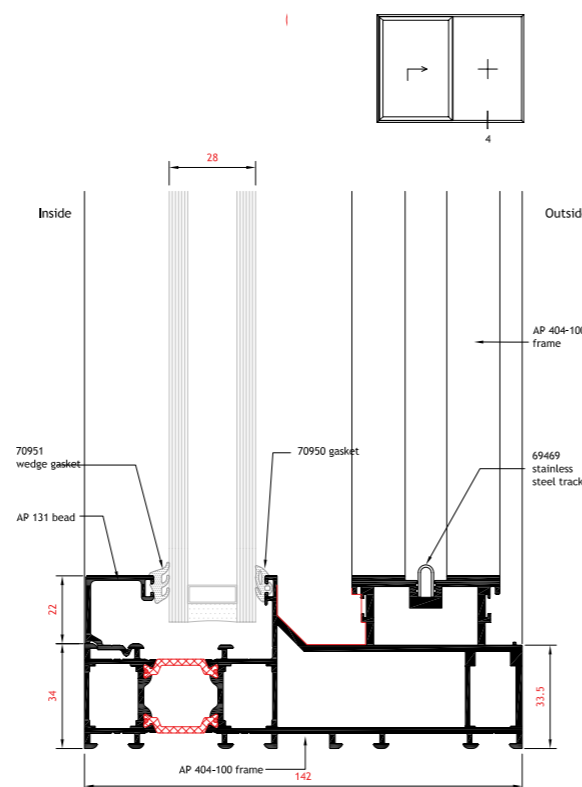 4
28
Inside
Outsid
AP 404-100
frame
70951
wedge gasket
70950 gasket
69469
stainless
steel track
AP 131 bead
22
34
33.5
AP 404-100 frame
142